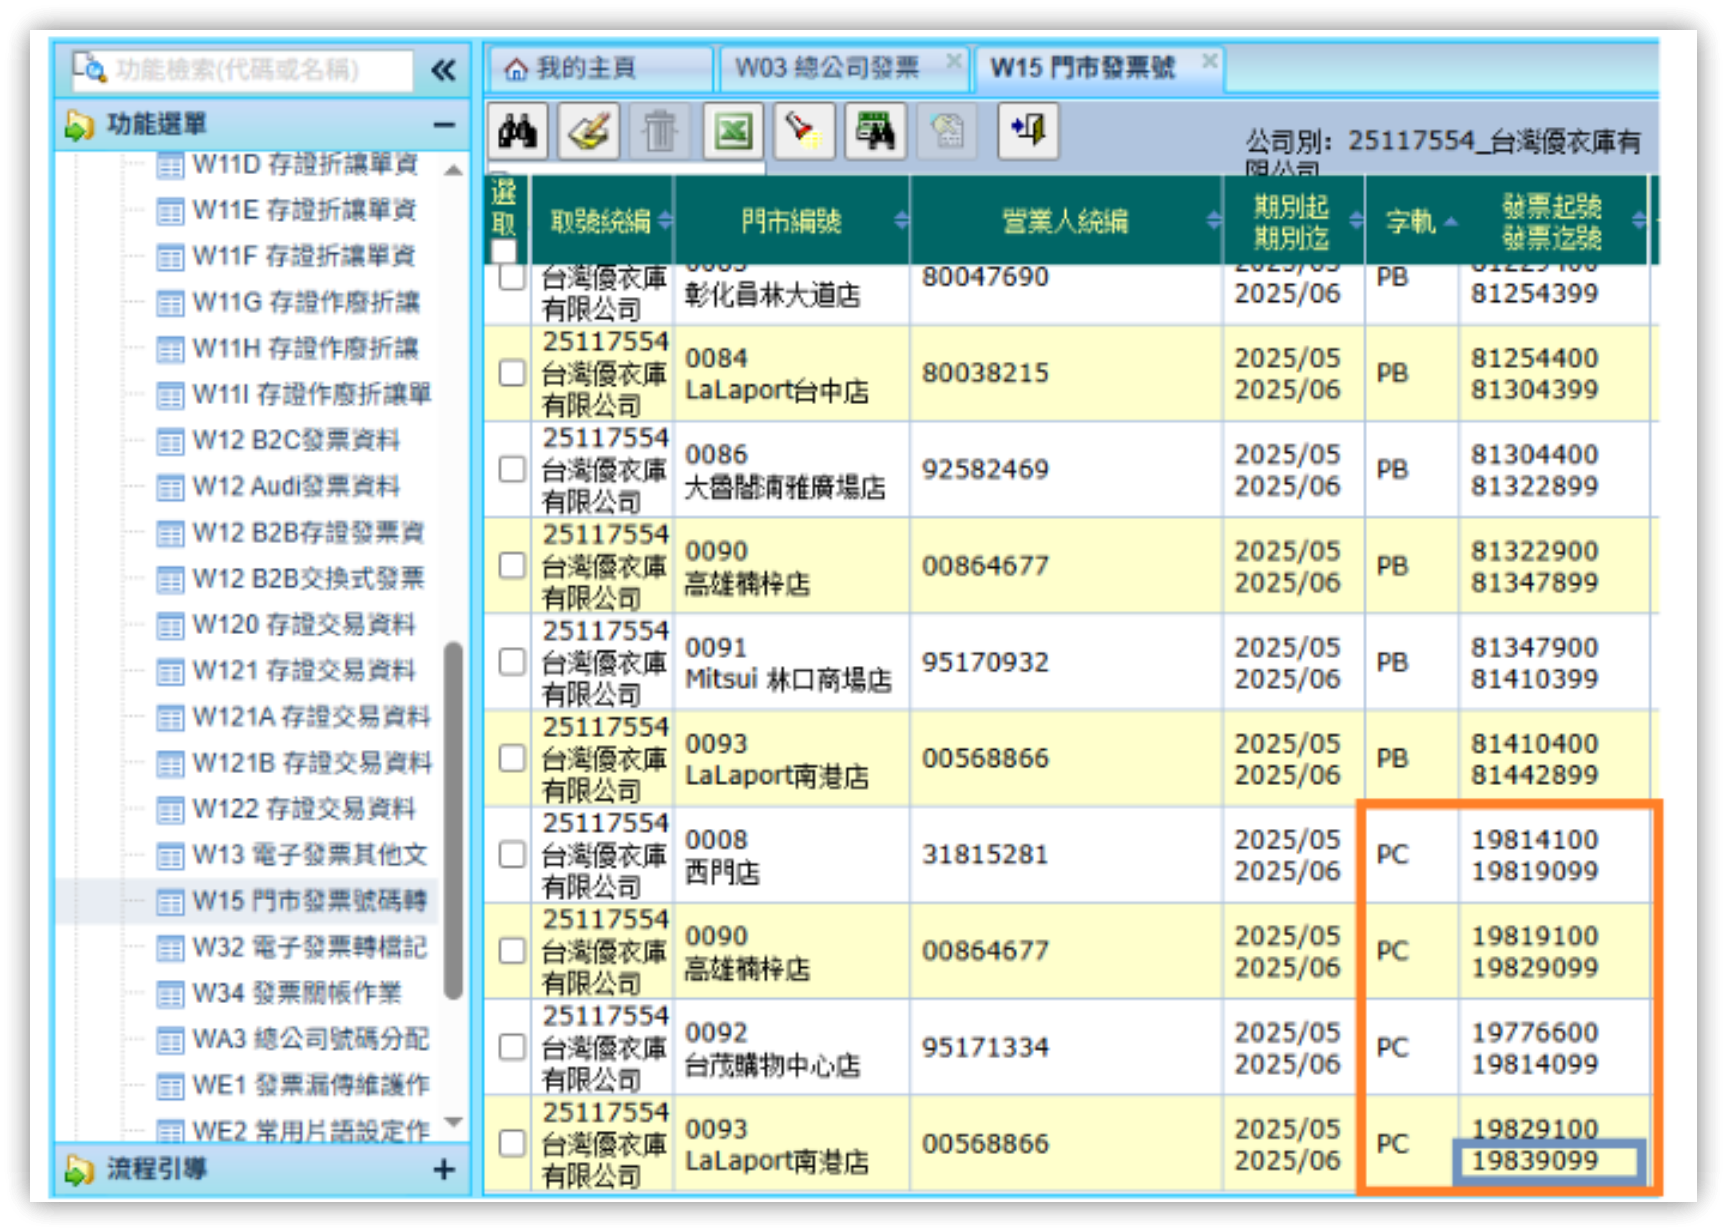 功能檢索(代碼或名稱)
«
功能選單
W11D 存證折讓單資
W11E 存證折讓單資
W11F 存證折讓單資
W11G 存證作廢折讓
W11H 存證作廢折讓
W11I 存證作廢折讓單
W12 B2C發票資料
W12 Audi發票資料
W12 B2B存證發票資
W12 B2B交換式發票
W120 存證交易資料
W121 存證交易資料
W121A 存證交易資料
W121B 存證交易資料
W122 存證交易資料
W13 電子發票其他文
W15 門市發票號碼轉
W32 電子發票轉檔記
W34 發票關帳作業
WA3 總公司號碼分配
WE1 發票漏傳維護作
WE2 常用片語設定作
流程引導
我的主頁
W03 總公司發票
W15 門市發票號
公司別: 25117554_台灣優衣庫有
限公司
選
取
取號統編
門市編號
營業人統編
期別起
期別迄
字軌
發票起號
發票迄號
台灣優衣庫
有限公司
0083
彰化員林大道店
80047690
2025/05
2025/06
PB
81229400
81254399
25117554
台灣優衣庫
有限公司
0084
LaLaport台中店
80038215
2025/05
2025/06
PB
81254400
81304399
25117554
台灣優衣庫
有限公司
0086
大魯閣湳雅廣場店
92582469
2025/05
2025/06
PB
81304400
81322899
25117554
台灣優衣庫
有限公司
0090
高雄楠梓店
00864677
2025/05
2025/06
PB
81322900
81347899
25117554
台灣優衣庫
有限公司
0091
Mitsui 林口商場店
95170932
2025/05
2025/06
PB
81347900
81410399
25117554
台灣優衣庫
有限公司
0093
LaLaport南港店
00568866
2025/05
2025/06
PB
81410400
81442899
25117554
台灣優衣庫
有限公司
0008
西門店
31815281
2025/05
2025/06
PC
19814100
19819099
25117554
台灣優衣庫
有限公司
0090
高雄楠梓店
00864677
2025/05
2025/06
PC
19819100
19829099
25117554
台灣優衣庫
有限公司
0092
台茂購物中心店
95171334
2025/05
2025/06
PC
19776600
19814099
25117554
台灣優衣庫
有限公司
0093
LaLaport南港店
00568866
2025/05
2025/06
PC
19829100
19839099